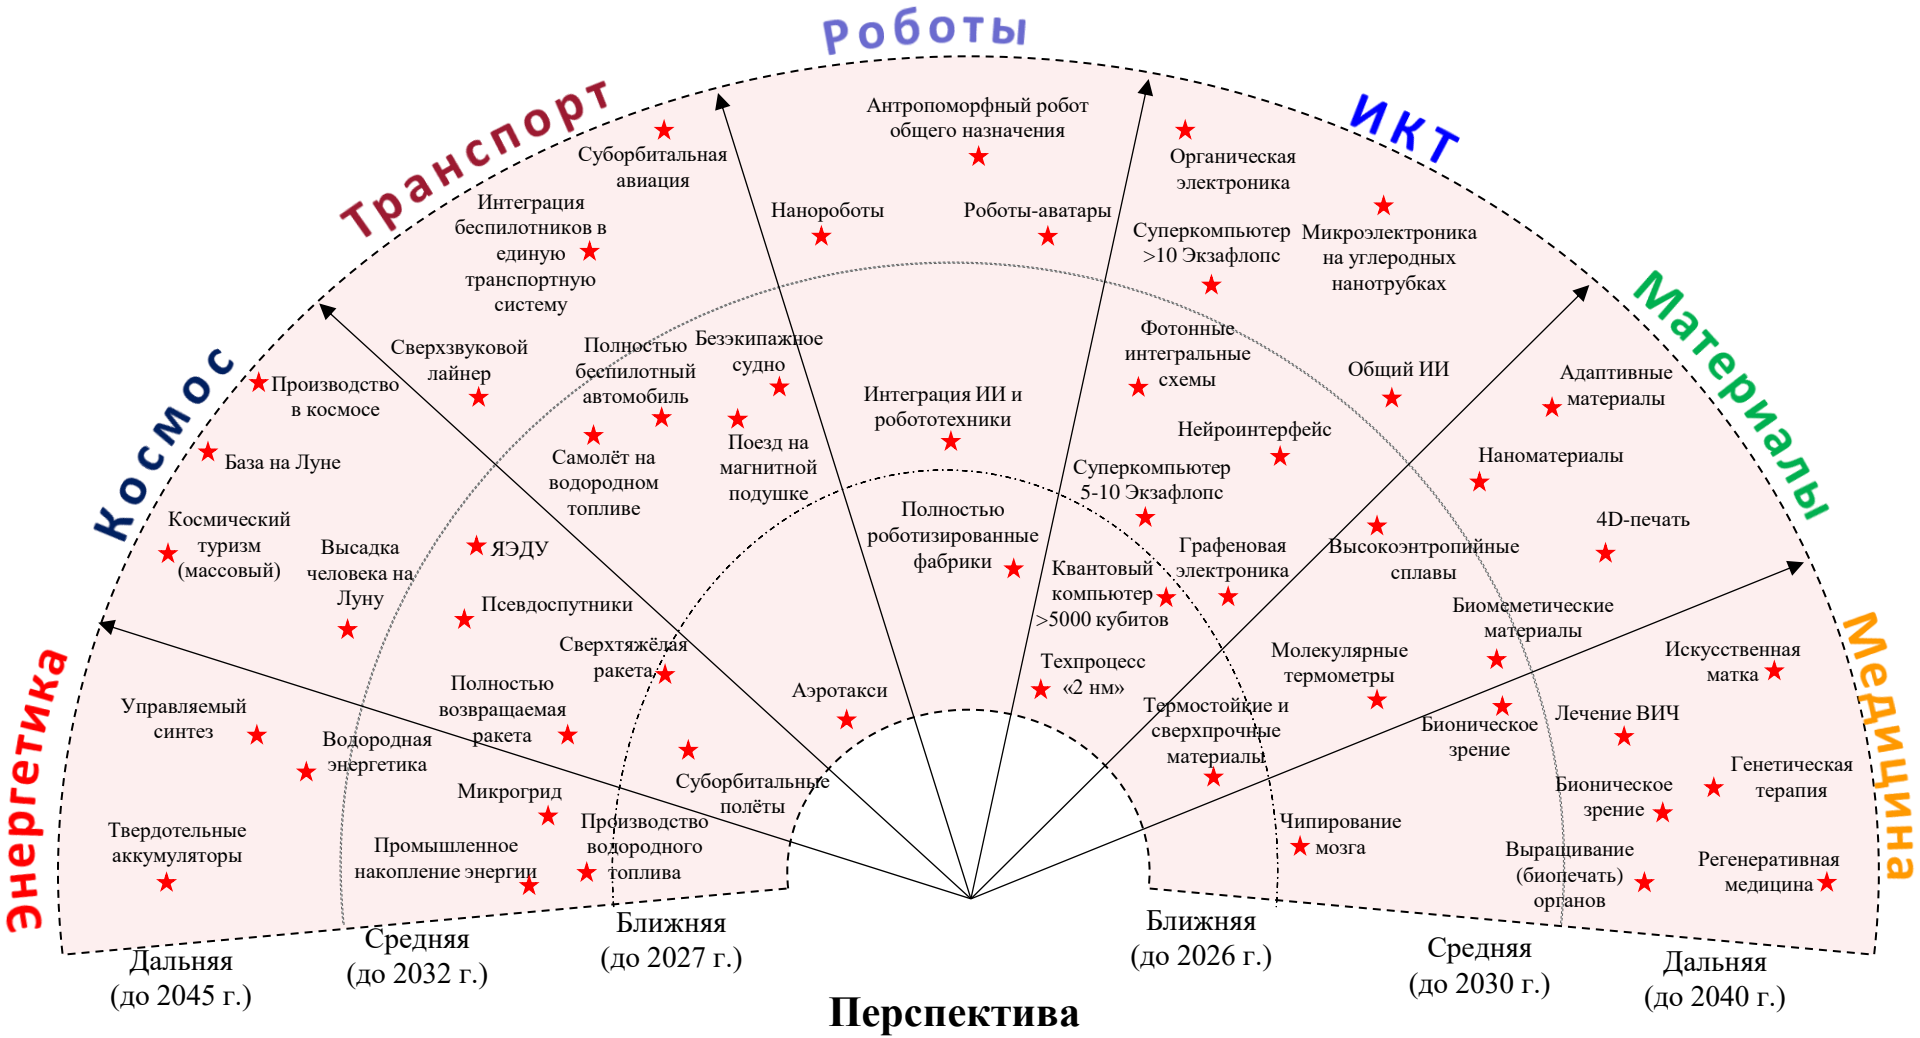 Роботы
Транспорт
ИКТ
Космос
Материалы
Энергетика
Медицина
Суборбитальная
авиация
Интеграция
беспилотников в
единую
транспортную
систему
Сверхзвуковой
лайнер
Полностью
беспилотный
автомобиль
Безэкипажное
судно
Самолёт на
водородном
топливе
Поезд на
магнитной
подушке
Аэротакси
Антропоморфный робот
общего назначения
Нанороботы
Роботы-аватары
Интеграция ИИ и
робототехники
Полностью
роботизированные
фабрики
Органическая
электроника
Микроэлектроника
на углеродных
нанотрубках
Суперкомпьютер
>10 Экзафлопс
Фотонные
интегральные
схемы
Общий ИИ
Нейроинтерфейс
Суперкомпьютер
5-10 Экзафлопс
Графеновая
электроника
Квантовый
компьютер
>5000 кубитов
Техпроцесс
«2 нм»
Адаптивные
материалы
Наноматериалы
4D-печать
Высокоэнтропийные
сплавы
Биомеметические
материалы
Молекулярные
термометры
Термостойкие и
сверхпрочные
материалы
Искусственная
матка
Бионическое
зрение
Лечение ВИЧ
Генетическая
терапия
Бионическое
зрение
Чипирование
мозга
Выращивание
(биопечать)
органов
Регенеративная
медицина
Производство
в космосе
База на Луне
Космический
туризм
(массовый)
Высадка
человека на
Луну
ЯЭДУ
Псевдоспутники
Сверхтяжёлая
ракета
Полностью
возвращаемая
ракета
Суборбитальные
полёты
Управляемый
синтез
Водородная
энергетика
Твердотельные
аккумуляторы
Микрогрид
Промышленное
накопление энергии
Производство
водородного
топлива
Дальняя
(до 2045 г.)
Средняя
(до 2032 г.)
Ближняя
(до 2027 г.)
Ближняя
(до 2026 г.)
Средняя
(до 2030 г.)
Дальняя
(до 2040 г.)
Перспектива